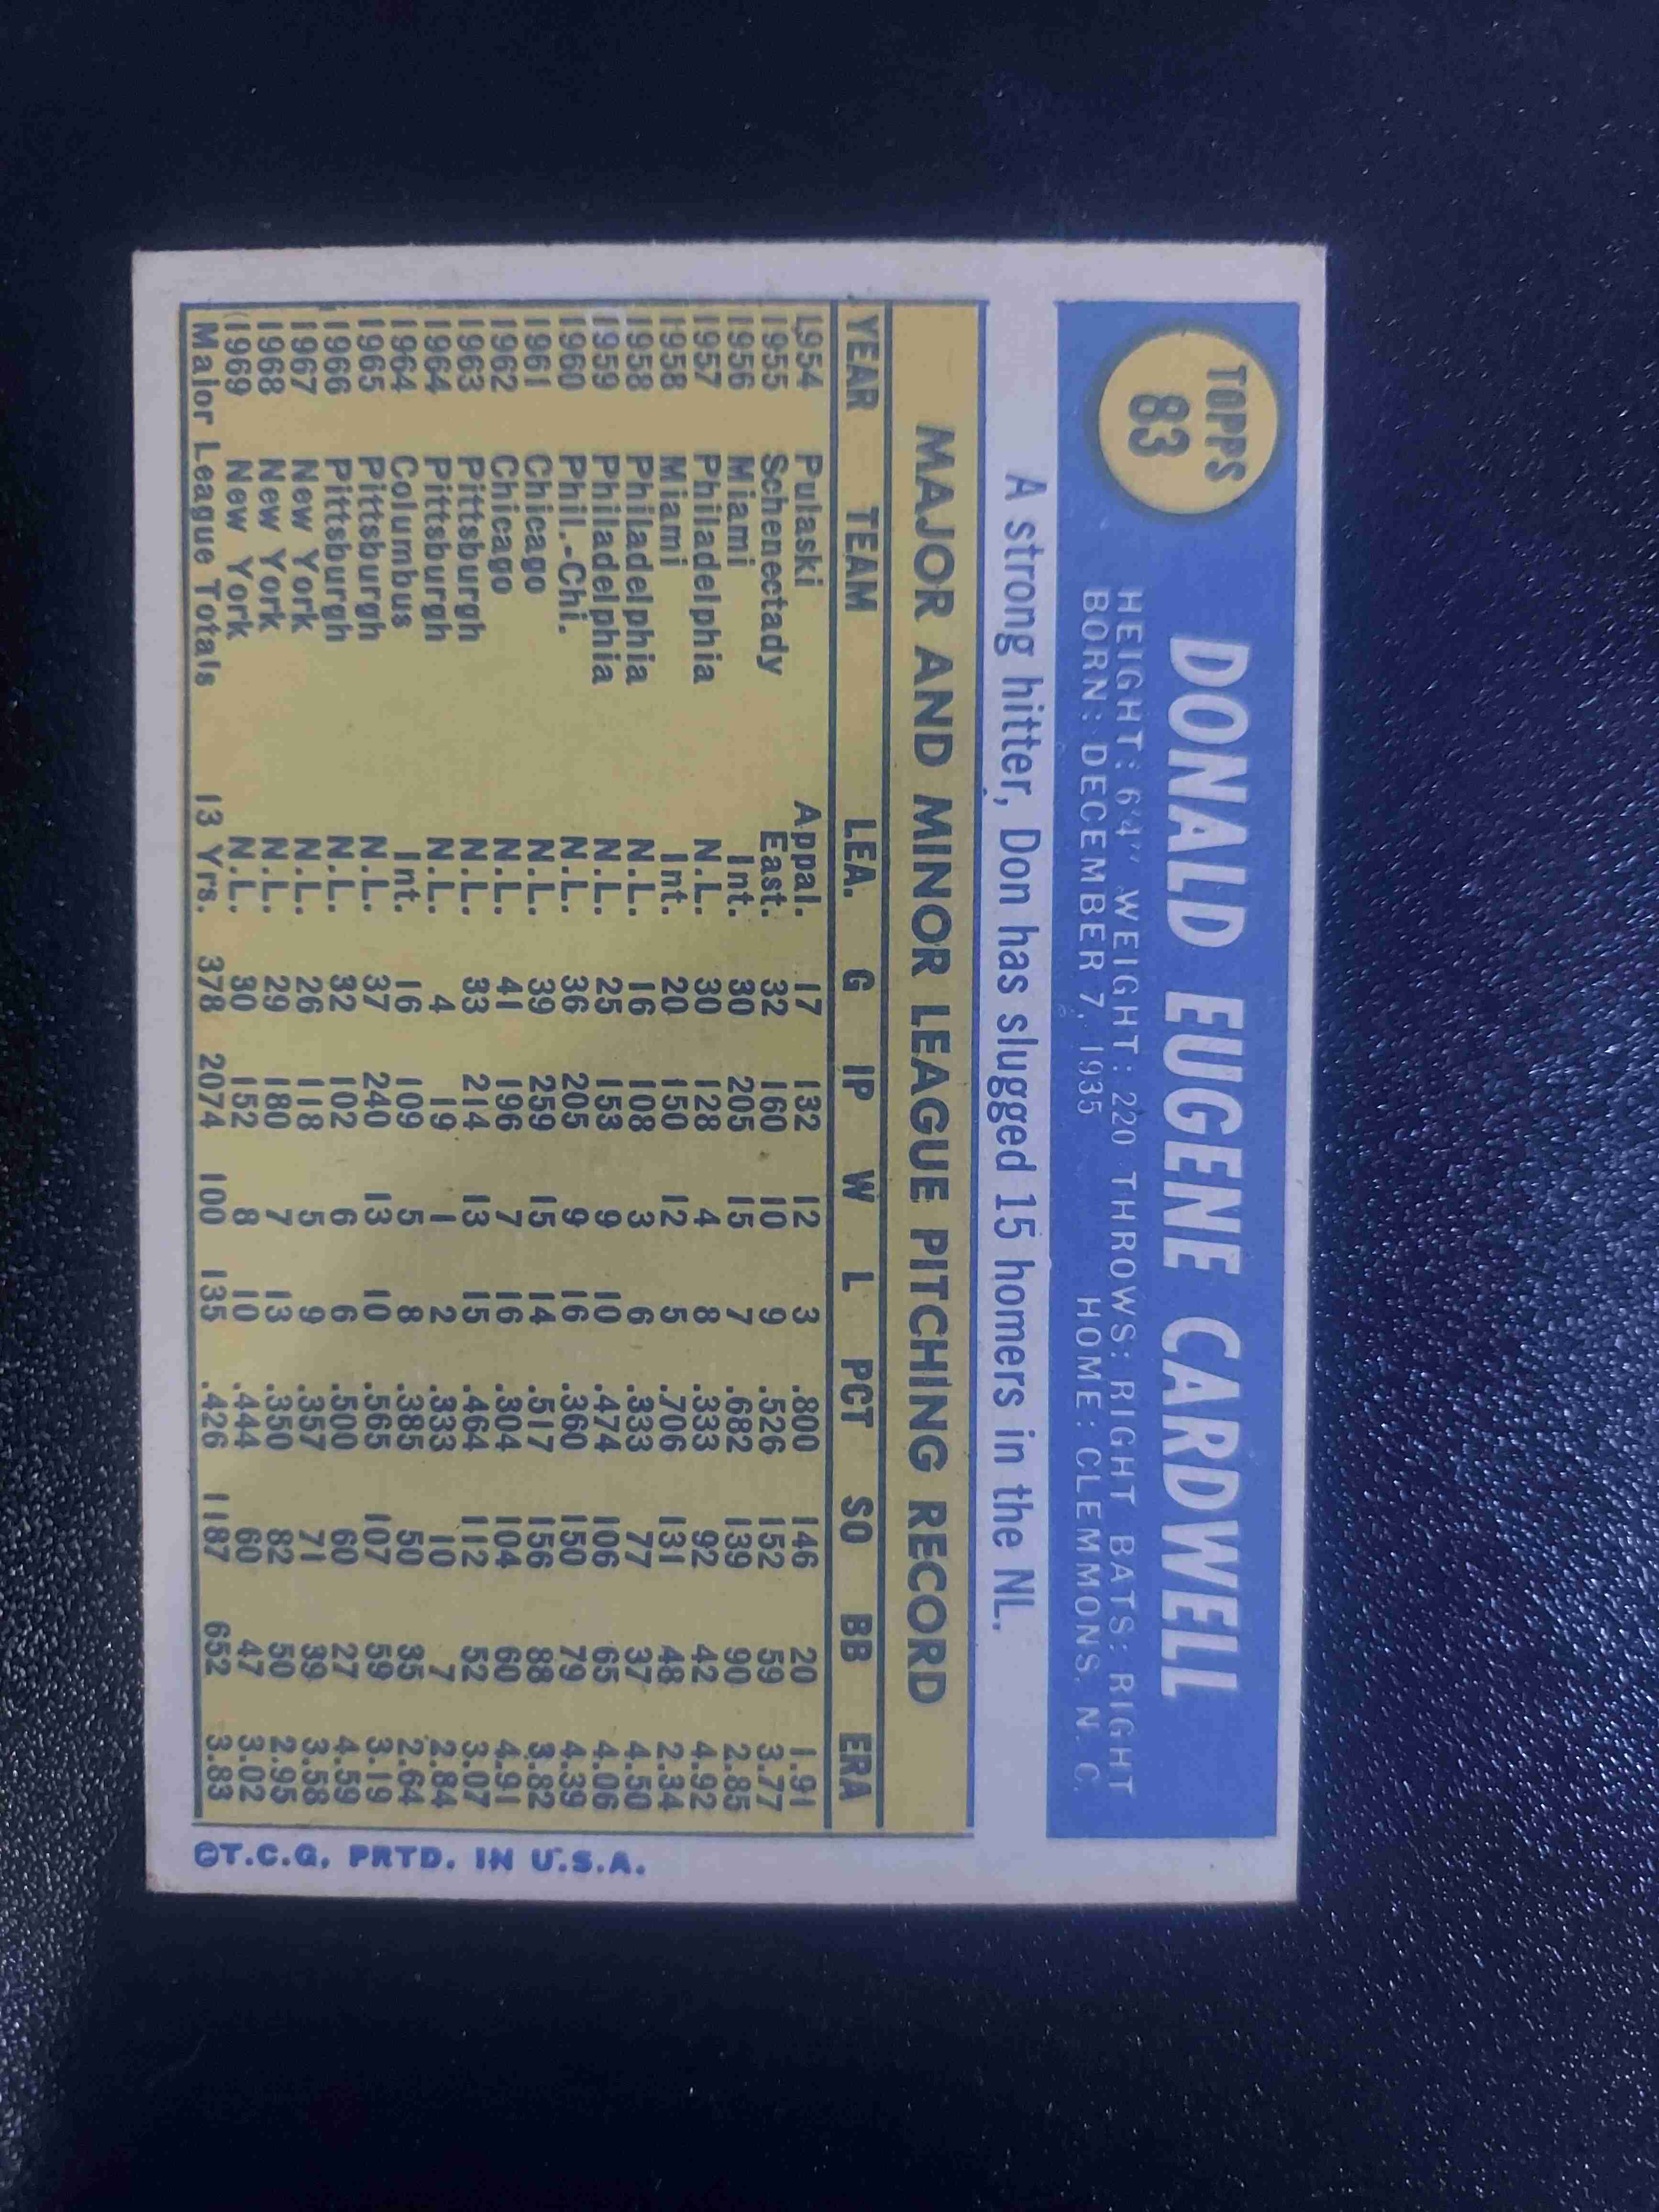 TOPPS
83
DONALD EUGENE CARDWELL
HEIGHT: 6'4" WEIGHT: 220 THROWS: RIGHT BATS: RIGHT
BORN: DECEMBER 7, 1935 HOME: CLEMMONS, N. C.
A strong hitter, Don has slugged 15 homers in the NL.
MAJOR AND MINOR LEAGUE PITCHING RECORD
YEAR TEAM LEA. G IP W L PCT SO BB ERA
1954 Pulaski Appal. 17 132 12 3 .800 146 20 1.91
1955 Schenectady East. 32 160 10 9 .526 152 59 3.77
1956 Miami Int. 30 205 15 7 .682 139 90 2.85
1957 Philadelphia N.L. 30 128 4 8 .333 92 42 4.92
1958 Miami Int. 20 150 12 5 .706 131 48 2.34
1958 Philadelphia N.L. 16 108 3 6 .333 77 37 4.50
1959 Philadelphia N.L. 25 153 9 10 .474 106 65 4.06
1960 Phil.-Chi. N.L. 36 205 9 16 .360 150 79 4.39
1961 Chicago N.L. 39 259 15 14 .517 156 88 3.82
1962 Chicago N.L. 41 196 7 16 .304 104 60 4.91
1963 Pittsburgh N.L. 33 214 13 15 .464 112 52 3.07
1964 Pittsburgh N.L. 4 19 1 2 .333 10 7 2.84
1964 Columbus Int. 16 109 5 8 .385 50 35 2.64
1965 Pittsburgh N.L. 37 240 13 10 .565 107 59 3.19
1966 Pittsburgh N.L. 32 102 6 6 .500 60 27 4.59
1967 New York N.L. 26 118 5 9 .357 71 39 3.58
1968 New York N.L. 29 180 7 13 .350 82 50 2.95
1969 New York N.L. 30 152 8 10 .444 60 47 3.02
Major League Totals 13 Yrs. 378 2074 100 135 .426 1187 652 3.83
©T.C.G. PRTD. IN U.S.A.